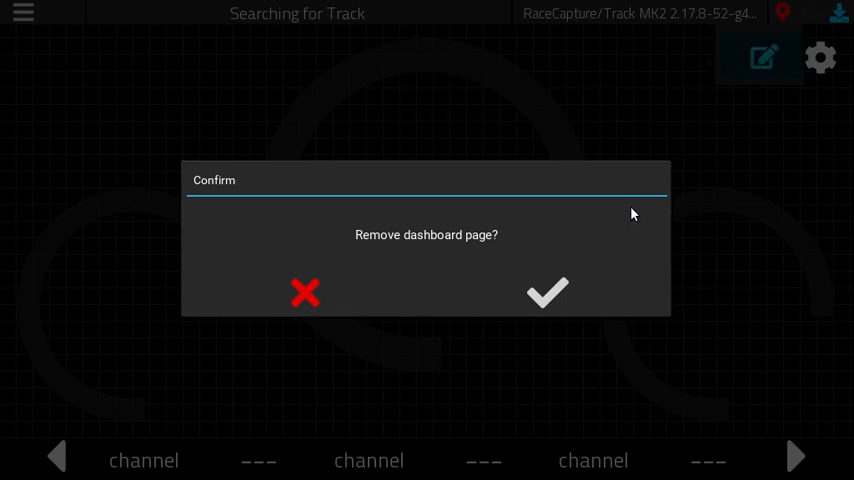 Searching for Track
RaceCapture/Track MK2 2.17.8-52-g4...
Confirm
Remove dashboard page?
channel --- channel --- channel ---